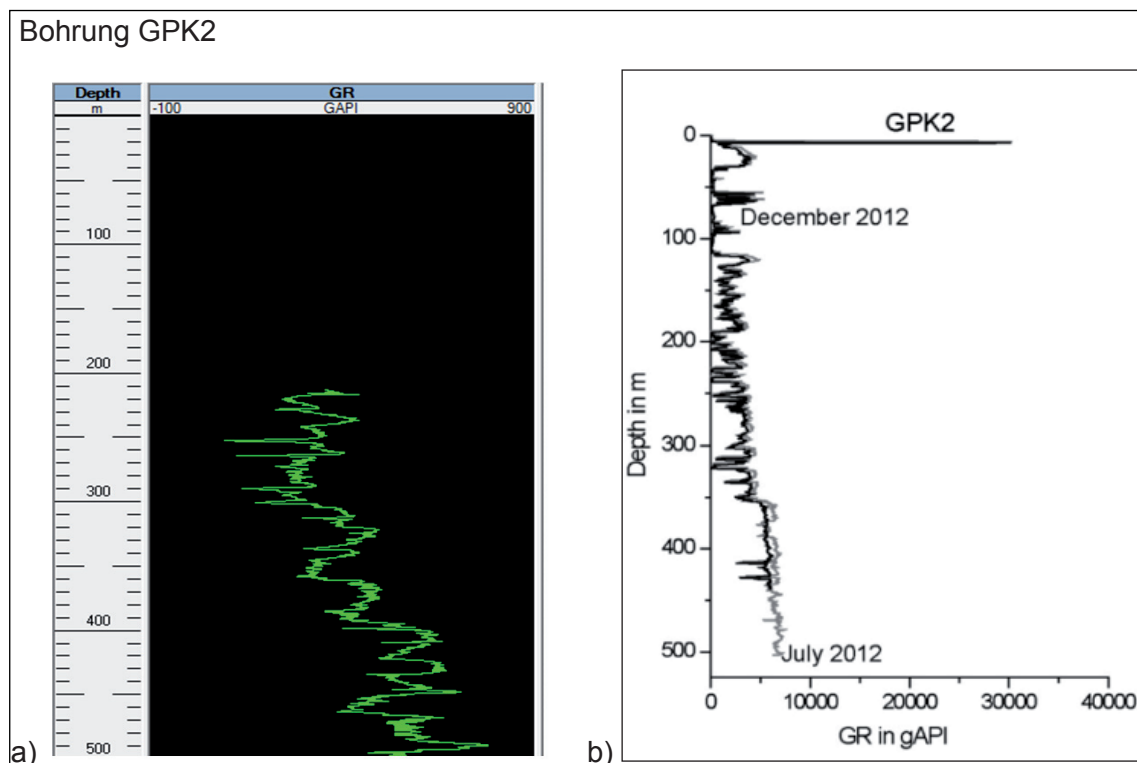 Bohrung GPK2
Depth
m
GR
-100 GAPI 900
100
200
300
400
500
a)
GPK2
0
100
200
300
400
500
Depth in m
December 2012
July 2012
0 10000 20000 30000 40000
GR in gAPI
b)